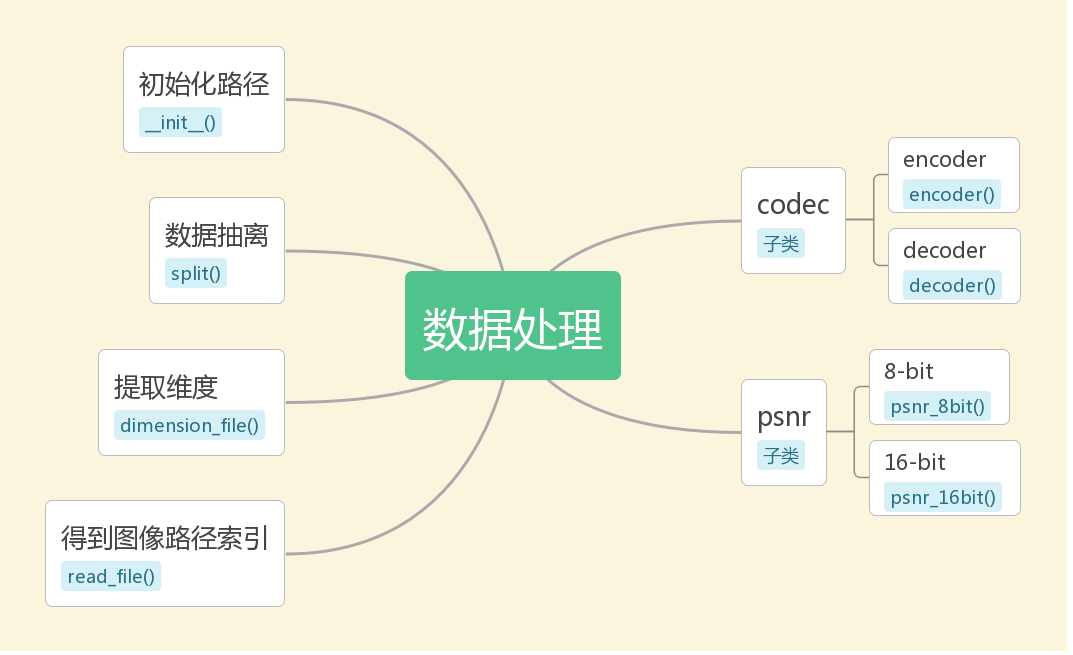 初始化路径
__init__()
数据抽离
split()
提取维度
dimension_file()
得到图像路径索引
read_file()
数据处理
codec
子类
encoder
encoder()
decoder
decoder()
psnr
子类
8-bit
psnr_8bit()
16-bit
psnr_16bit()